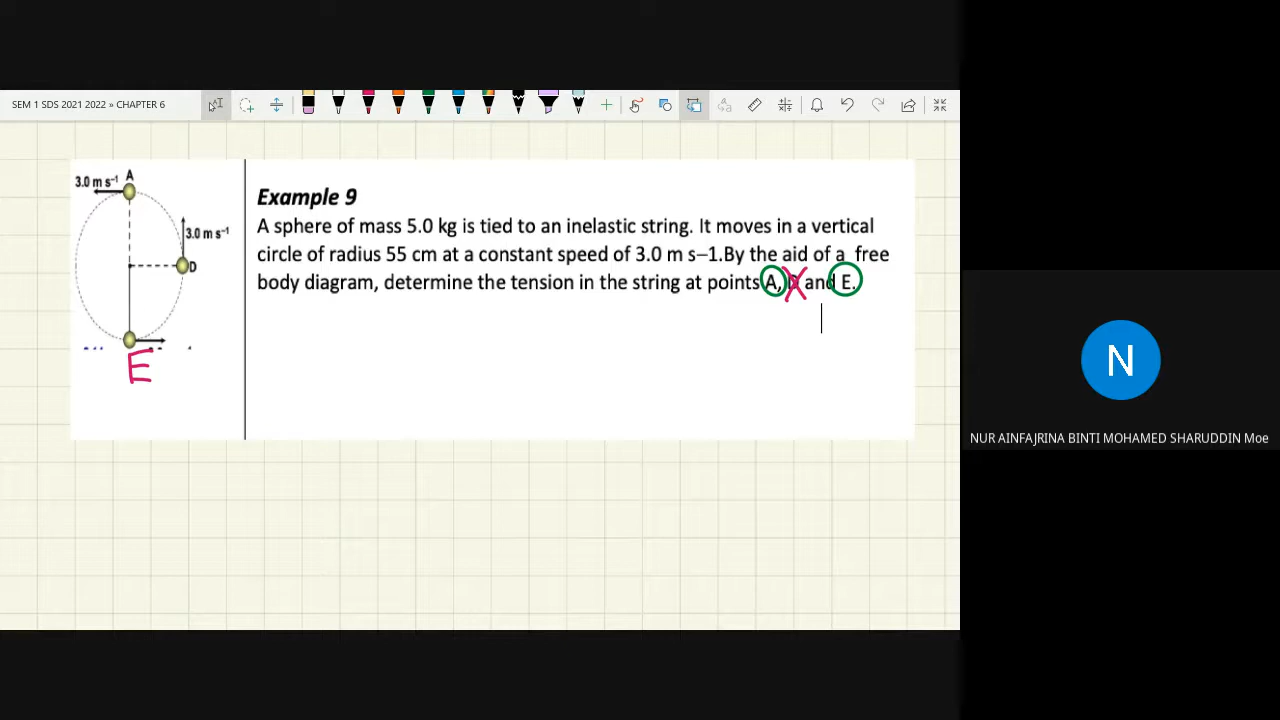 SEM 1 SDS 2021 2022 » CHAPTER 6
3.0 m s⁻¹ A
3.0 m s⁻¹
D
E
Example 9
A sphere of mass 5.0 kg is tied to an inelastic string. It moves in a vertical
circle of radius 55 cm at a constant speed of 3.0 m s–1.By the aid of a free
body diagram, determine the tension in the string at points A, D and E.
N
NUR AINFAJRINA BINTI MOHAMED SHARUDDIN Moe